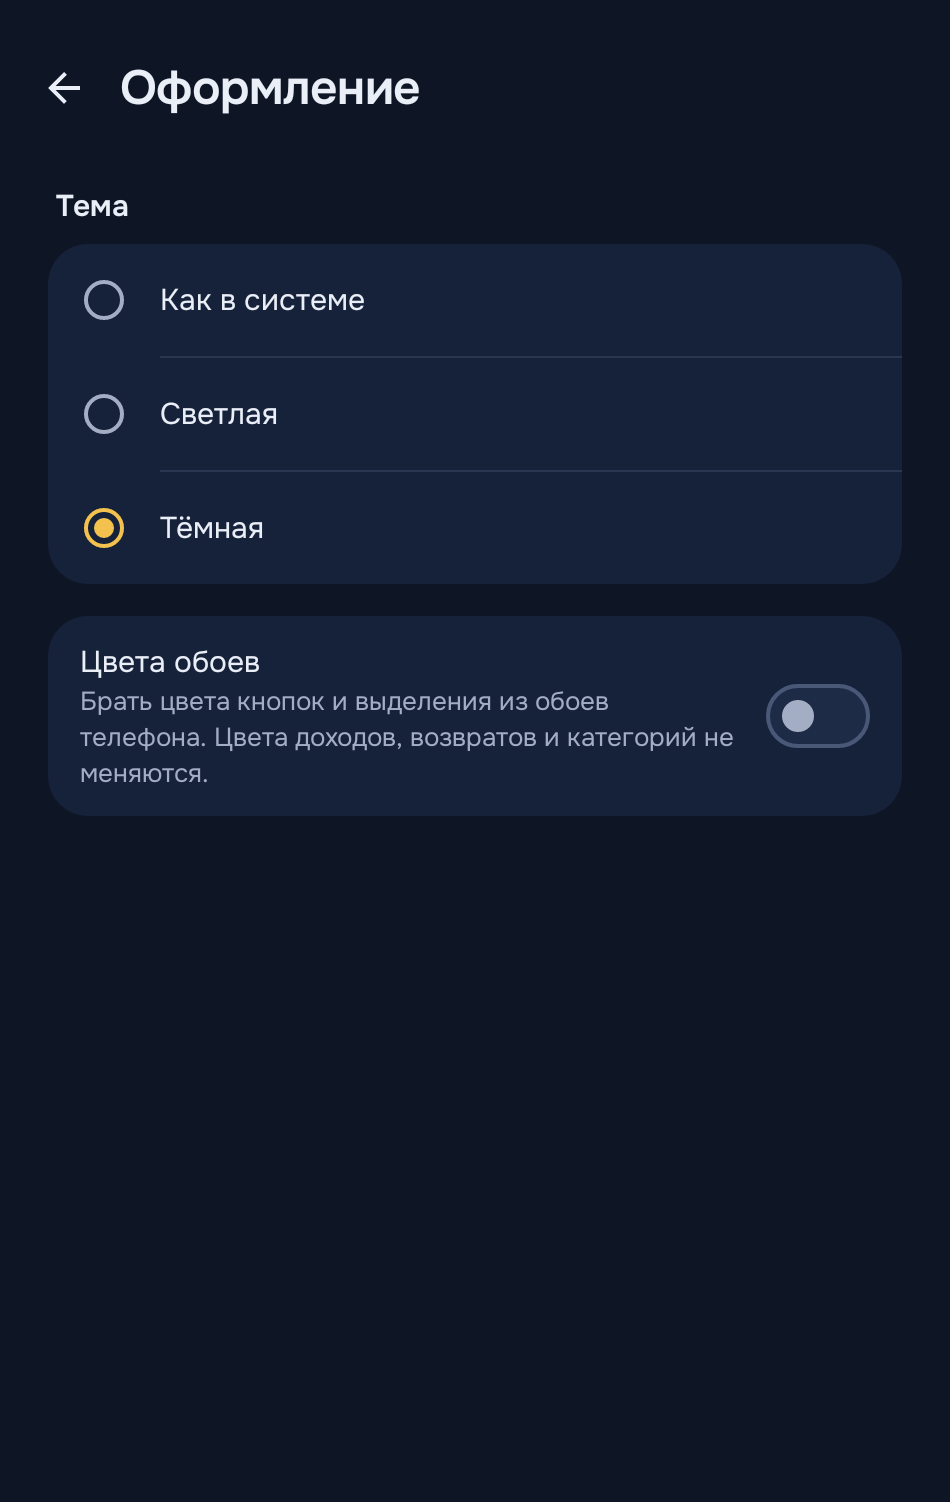 Оформление
Тема
Как в системе
Светлая
Тёмная
Цвета обоев
Брать цвета кнопок и выделения из обоев
телефона. Цвета доходов, возвратов и категорий не
меняются.